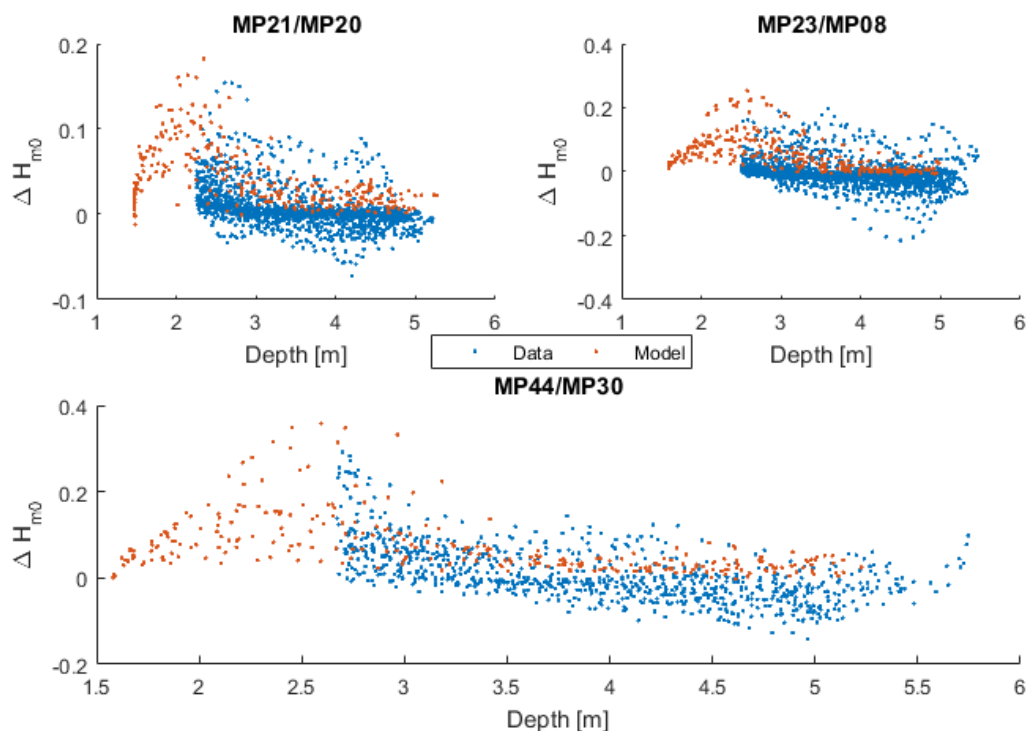 MP21/MP20
0.2
0.1
0
-0.1
Δ H_m0
1 2 3 4 5 6
Depth [m]
MP23/MP08
0.4
0.2
0
-0.2
-0.4
Δ H_m0
1 2 3 4 5 6
Depth [m]
Data Model
MP44/MP30
0.4
0.2
0
-0.2
Δ H_m0
1.5 2 2.5 3 3.5 4 4.5 5 5.5 6
Depth [m]